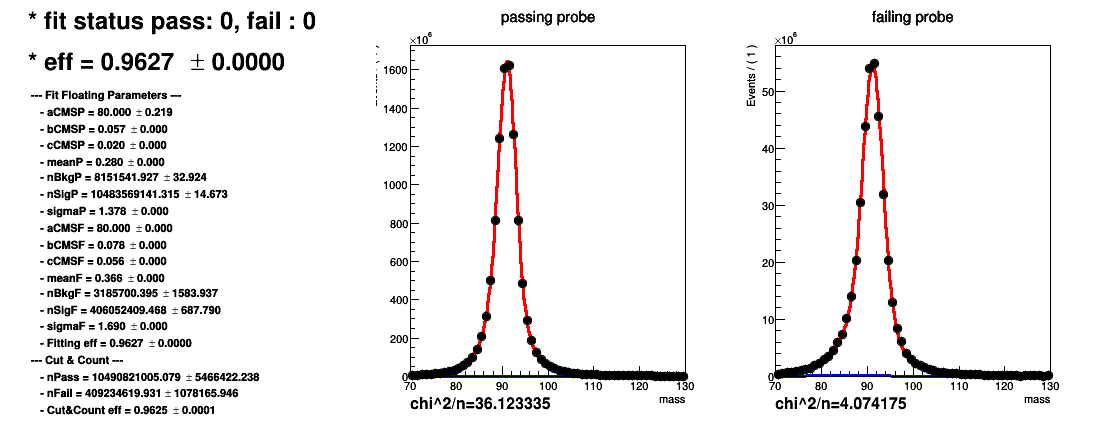 * fit status pass: 0, fail : 0
* eff = 0.9627 ± 0.0000
--- Fit Floating Parameters ---
- aCMSP = 80.000 ± 0.219
- bCMSP = 0.057 ± 0.000
- cCMSP = 0.020 ± 0.000
- meanP = 0.280 ± 0.000
- nBkgP = 8151541.927 ± 32.924
- nSigP = 10483569141.315 ± 14.673
- sigmaP = 1.378 ± 0.000
- aCMSF = 80.000 ± 0.000
- bCMSF = 0.078 ± 0.000
- cCMSF = 0.056 ± 0.000
- meanF = 0.366 ± 0.000
- nBkgF = 3185700.395 ± 1583.937
- nSigF = 406052409.468 ± 687.790
- sigmaF = 1.690 ± 0.000
- Fitting eff = 0.9627 ± 0.0000
--- Cut & Count ---
- nPass = 10490821005.079 ± 5466422.238
- nFail = 409234619.931 ± 1078165.946
- Cut&Count eff = 0.9625 ± 0.0001
passing probe
×10^6
1600
1400
1200
1000
800
600
400
200
0
70 80 90 100 110 120 130
mass
chi^2/n=36.123335
failing probe
×10^6
Events / ( 1 )
50
40
30
20
10
0
70 80 90 100 110 120 130
mass
chi^2/n=4.074175